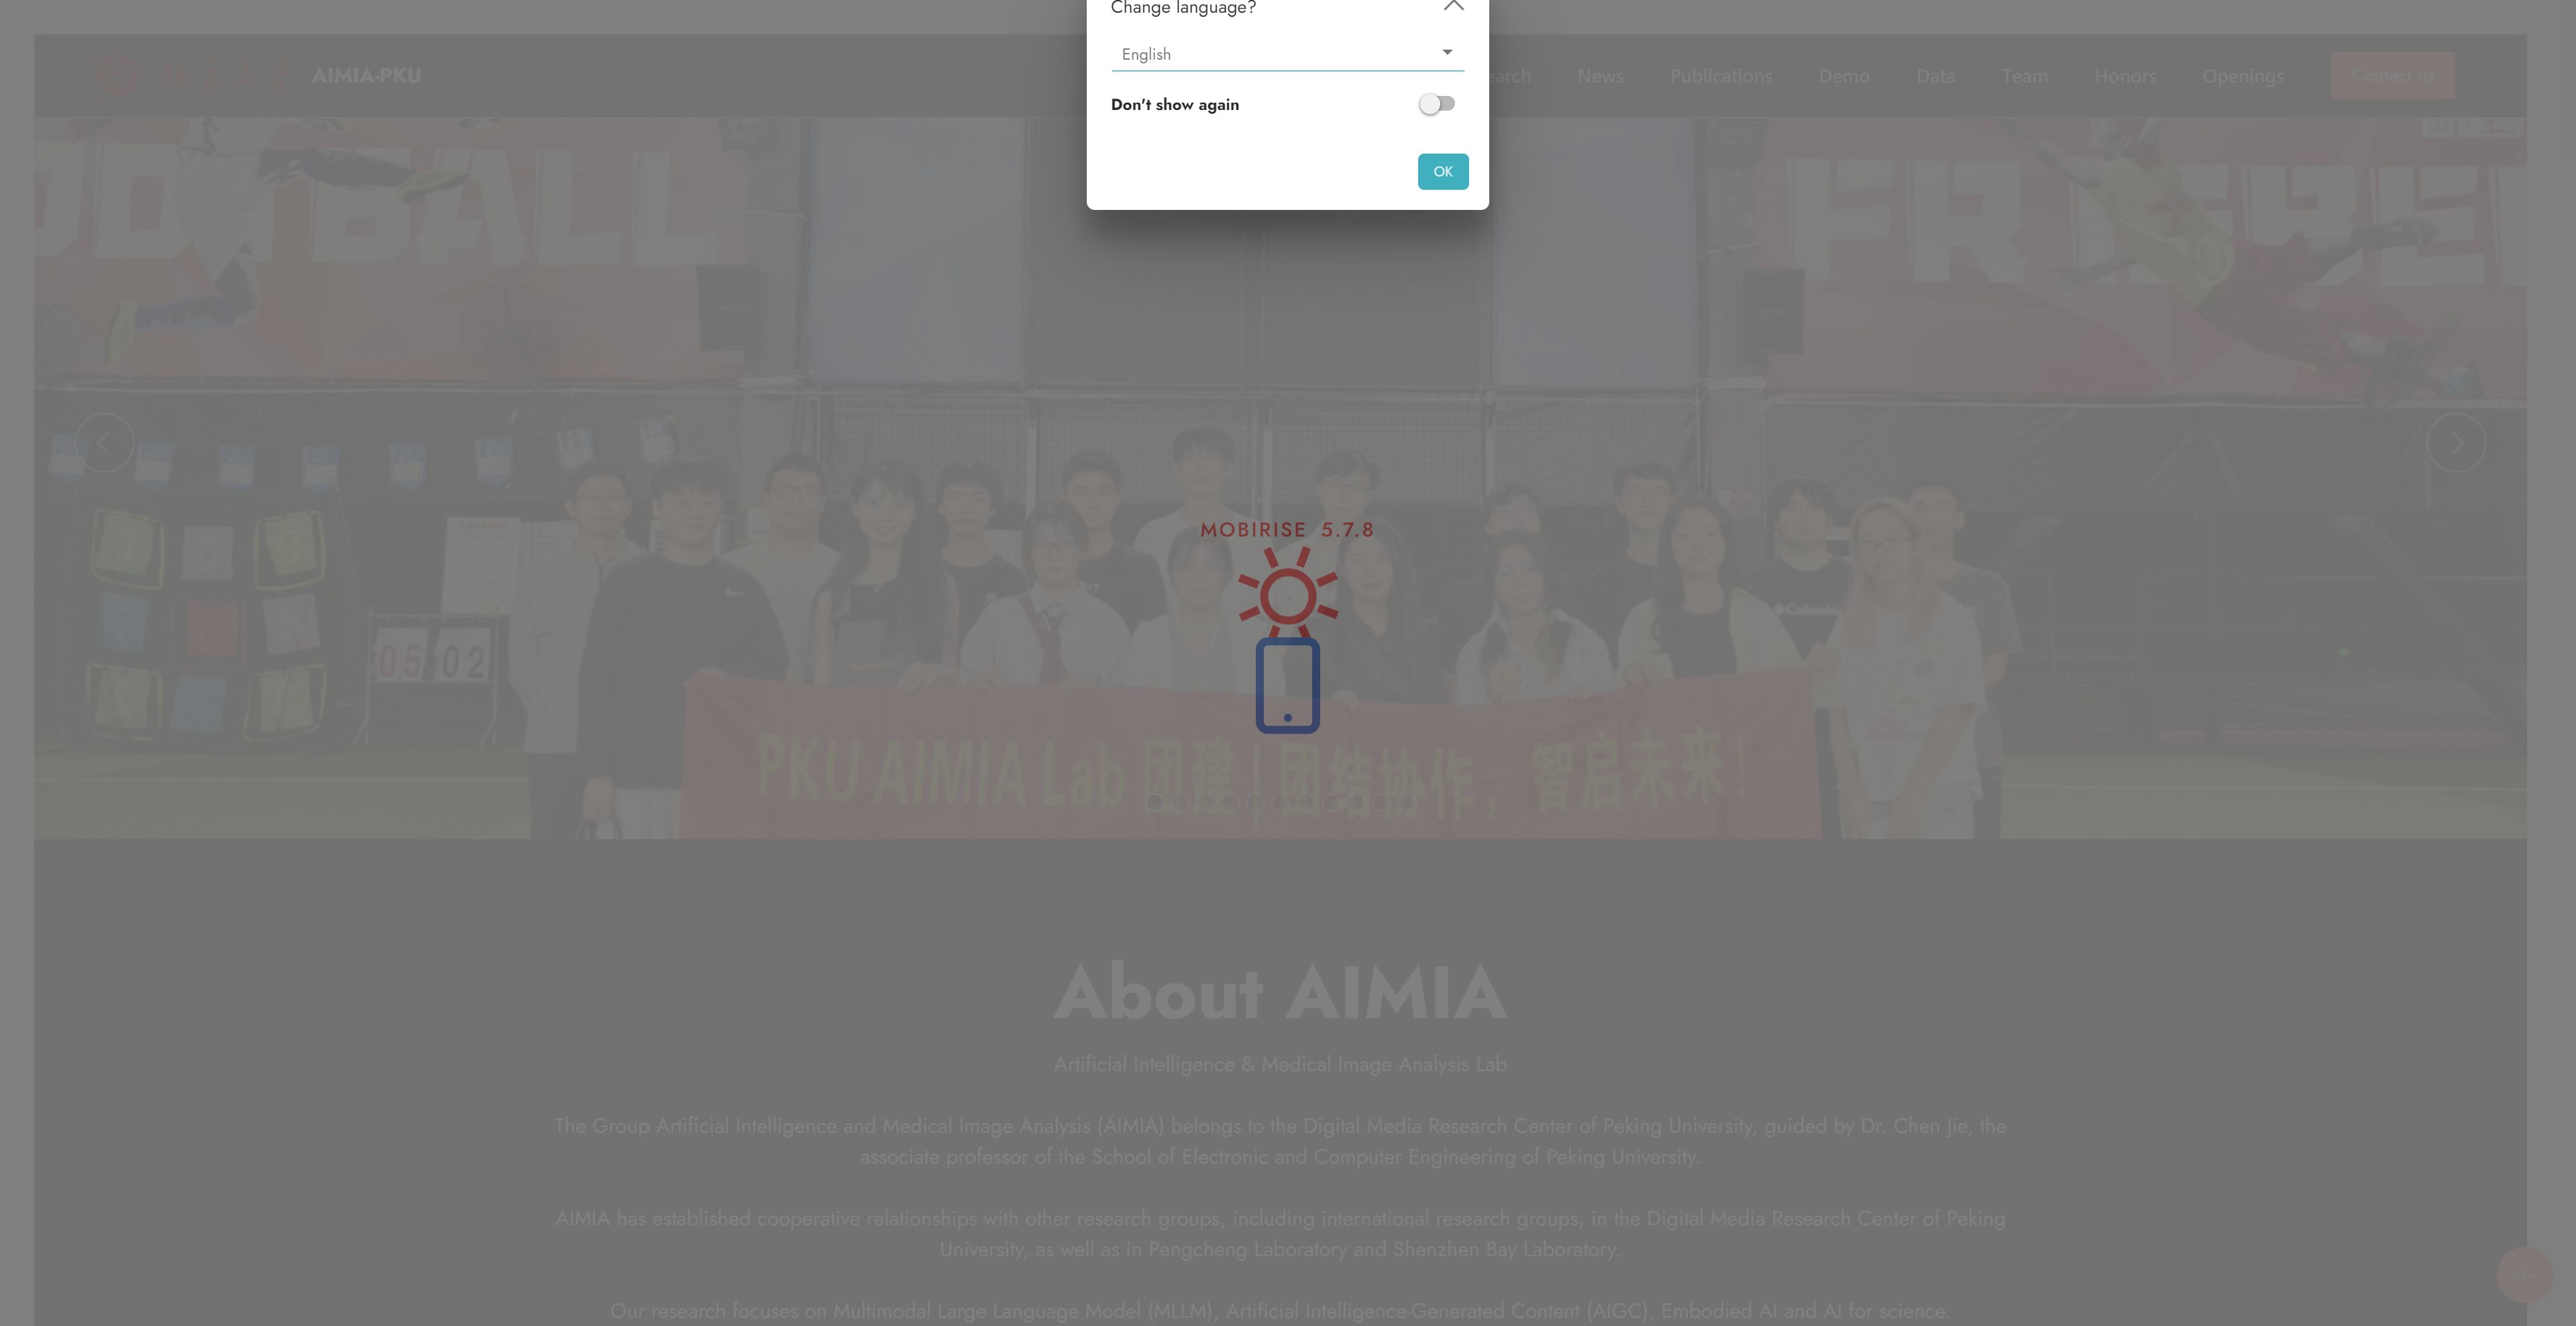 Change language?
English
Don't show again
OK
AIMIA-PKU
News
Publications
Demo
Data
Team
Honors
Openings
Contact us
FOOTBALL
MOBIRISE 5.7.8
05 02
PKU AIMIA Lab 团建|团结协作，智启未来!
About AIMIA
Artificial Intelligence & Medical Image Analysis Lab
The Group Artificial Intelligence and Medical Image Analysis (AIMIA) belongs to the Digital Media Research Center of Peking University, guided by Dr. Chen Jie, the
associate professor of the School of Electronic and Computer Engineering of Peking University.
AIMIA has established cooperative relationships with other research groups, including international research groups, in the Digital Media Research Center of Peking
University, as well as in Pengcheng Laboratory and Shenzhen Bay Laboratory.
Our research focuses on Multimodal Large Language Model (MLLM), Artificial Intelligence-Generated Content (AIGC), Embodied AI and AI for science.